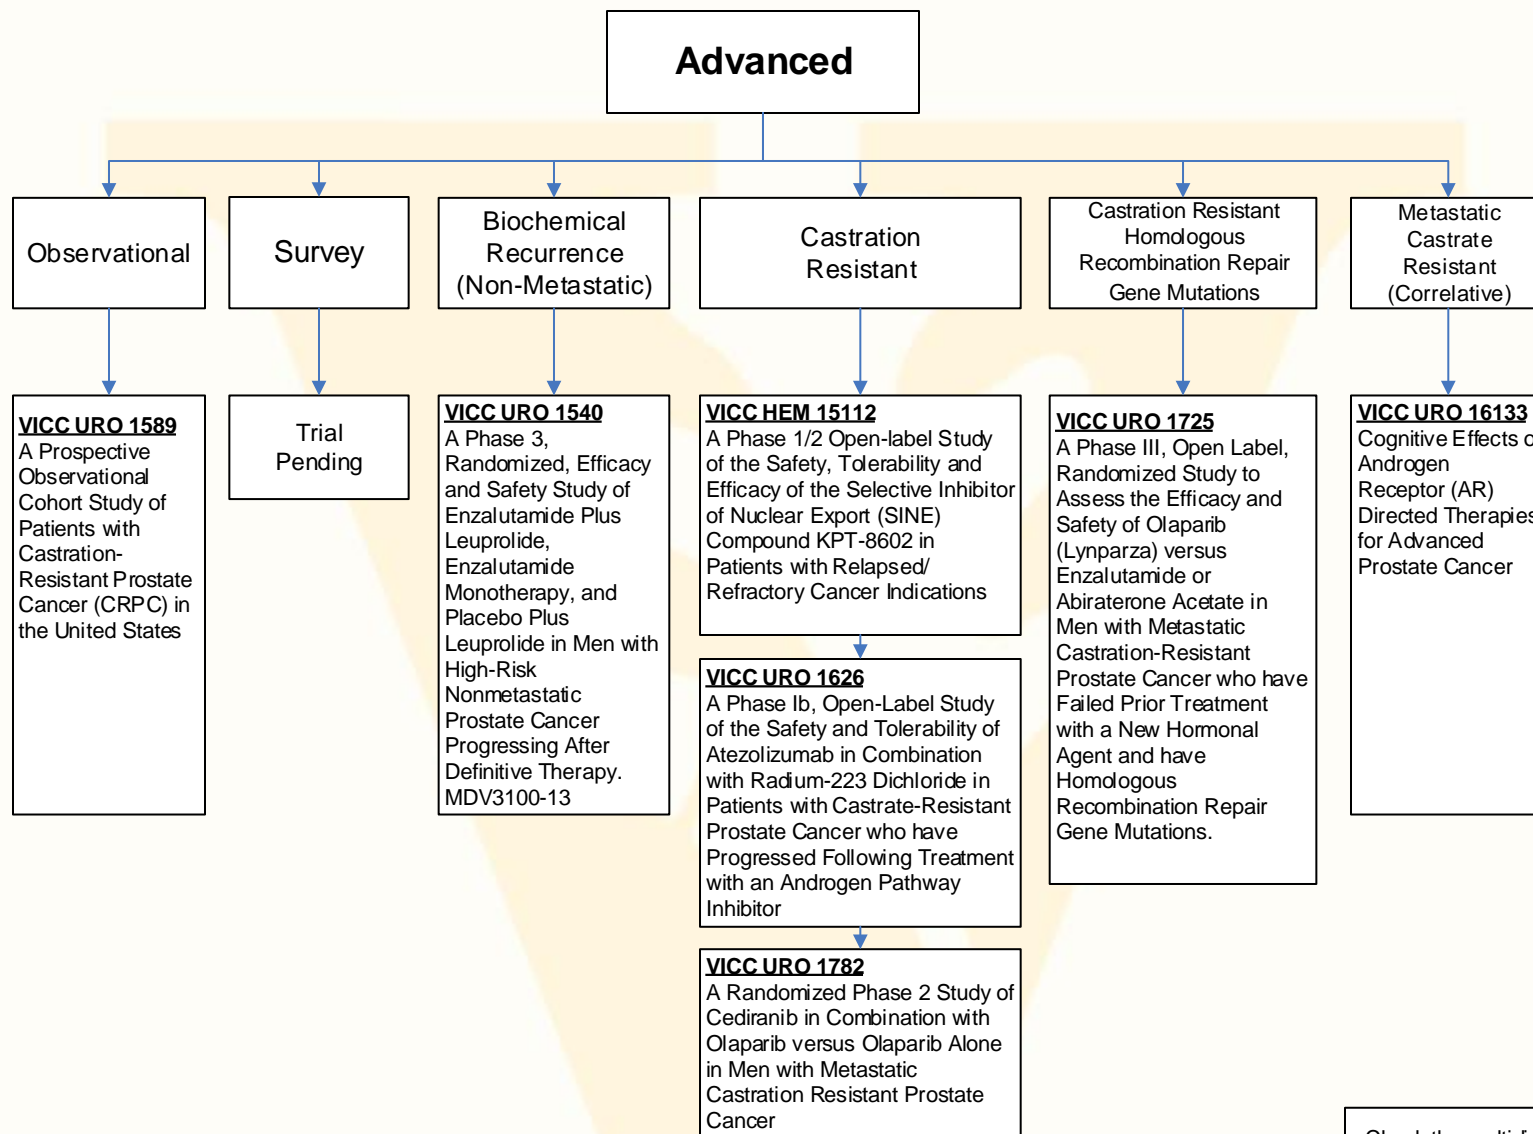 Advanced
Observational
Survey
Biochemical
Recurrence
(Non-Metastatic)
Castration
Resistant
Castration Resistant
Homologous
Recombination Repair
Gene Mutations
Metastatic
Castrate
Resistant
(Correlative)
VICC URO 1589
A Prospective
Observational
Cohort Study of
Patients with
Castration-
Resistant Prostate
Cancer (CRPC) in
the United States
Trial
Pending
VICC URO 1540
A Phase 3,
Randomized, Efficacy
and Safety Study of
Enzalutamide Plus
Leuprolide,
Enzalutamide
Monotherapy, and
Placebo Plus
Leuprolide in Men with
High-Risk
Nonmetastatic
Prostate Cancer
Progressing After
Definitive Therapy.
MDV3100-13
VICC HEM 15112
A Phase 1/2 Open-label Study
of the Safety, Tolerability and
Efficacy of the Selective Inhibitor
of Nuclear Export (SINE)
Compound KPT-8602 in
Patients with Relapsed/
Refractory Cancer Indications
VICC URO 1626
A Phase Ib, Open-Label Study
of the Safety and Tolerability of
Atezolizumab in Combination
with Radium-223 Dichloride in
Patients with Castrate-Resistant
Prostate Cancer who have
Progressed Following Treatment
with an Androgen Pathway
Inhibitor
VICC URO 1782
A Randomized Phase 2 Study of
Cediranib in Combination with
Olaparib versus Olaparib Alone
in Men with Metastatic
Castration Resistant Prostate
Cancer
VICC URO 1725
A Phase III, Open Label,
Randomized Study to
Assess the Efficacy and
Safety of Olaparib
(Lynparza) versus
Enzalutamide or
Abiraterone Acetate in
Men with Metastatic
Castration-Resistant
Prostate Cancer who have
Failed Prior Treatment
with a New Hormonal
Agent and have
Homologous
Recombination Repair
Gene Mutations.
VICC URO 16133
Cognitive Effects
Androgen
Receptor (AR)
Directed Therapies
for Advanced
Prostate Cancer